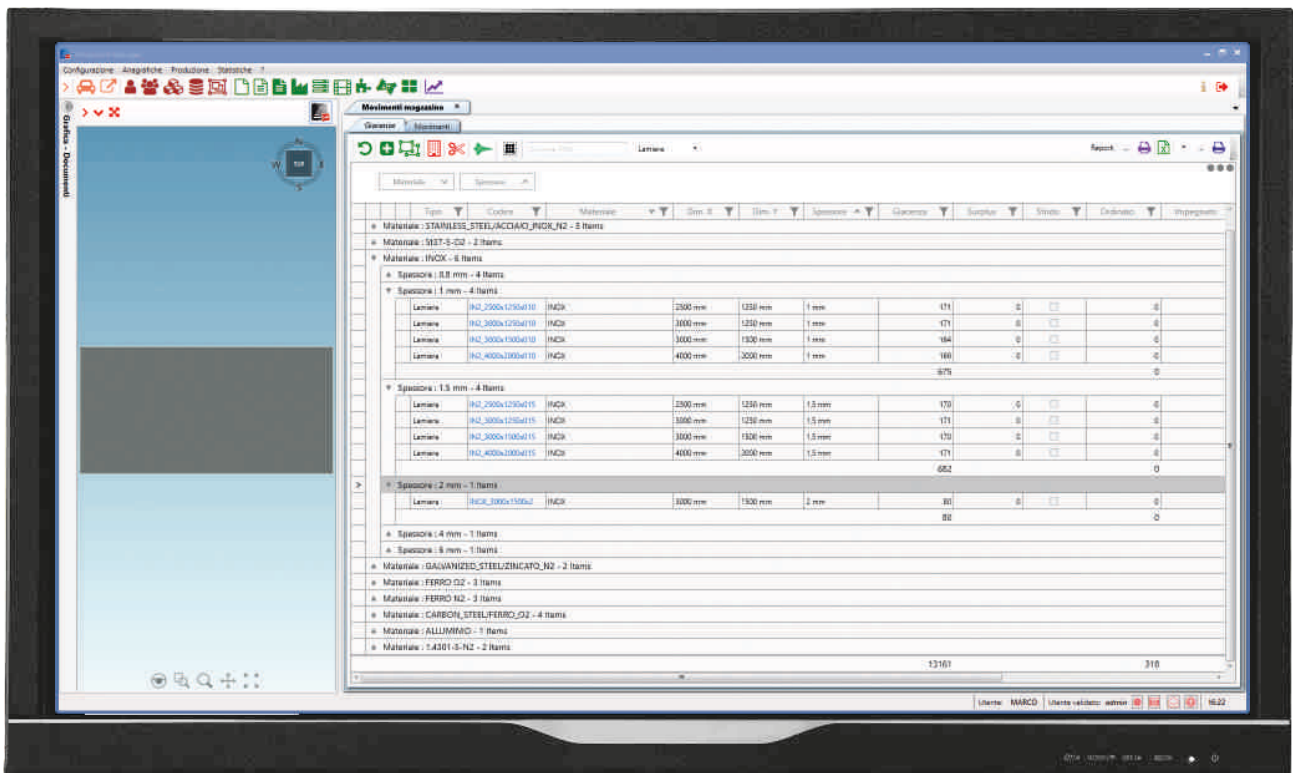 Configurazione Anagrafiche Produzione Statistiche ?
Grafica - Documenti
Movimenti magazzino
Giacenze Movimenti
Lamiera
Report
N
W TOP
S
Materiale Spessore
Tipo Codice Materiale Dim. X Dim. Y Spessore Giacenza Surplus Sfrido Ordinato Impegnato
Materiale : STAINLESS_STEEL/ACCIAIO_INOX_N2 - 3 Items
Materiale : St37-S-O2 - 2 Items
Materiale : INOX - 6 Items
Spessore : 0.8 mm - 4 Items
Spessore : 1 mm - 4 Items
Lamiera IN2_2500x1250x010 INOX 2500 mm 1250 mm 1 mm 171 0 0
Lamiera IN2_3000x1250x010 INOX 3000 mm 1250 mm 1 mm 171 0 0
Lamiera IN2_3000x1500x010 INOX 3000 mm 1500 mm 1 mm 164 0 0
Lamiera IN2_4000x2000x010 INOX 4000 mm 2000 mm 1 mm 0 0
675 0
Spessore : 1.5 mm - 4 Items
Lamiera IN2_2500x1250x015 INOX 2500 mm 1250 mm 1,5 mm 170 0 0
Lamiera IN2_3000x1250x015 INOX 3000 mm 1250 mm 1,5 mm 171 0 0
Lamiera IN2_3000x1500x015 INOX 3000 mm 1500 mm 1,5 mm 170 0 0
Lamiera IN2_4000x2000x015 INOX 4000 mm 2000 mm 1,5 mm 171 0 0
682 0
Spessore : 2 mm - 1 Items
Lamiera INOX_3000x1500x2 INOX 3000 mm 1500 mm 2 mm 80 0 0
80 0
Spessore : 4 mm - 1 Items
Spessore : 6 mm - 1 Items
Materiale : GALVANIZED_STEEL/ZINCATO_N2 - 2 Items
Materiale : FERRO O2 - 3 Items
Materiale : FERRO N2 - 3 Items
Materiale : CARBON_STEEL/FERRO_O2 - 4 Items
Materiale : ALLUMINIO - 1 Items
Materiale : 1.4301-S-N2 - 2 Items
13161 318
Utente: MARCO Utente validato: admin 16:22